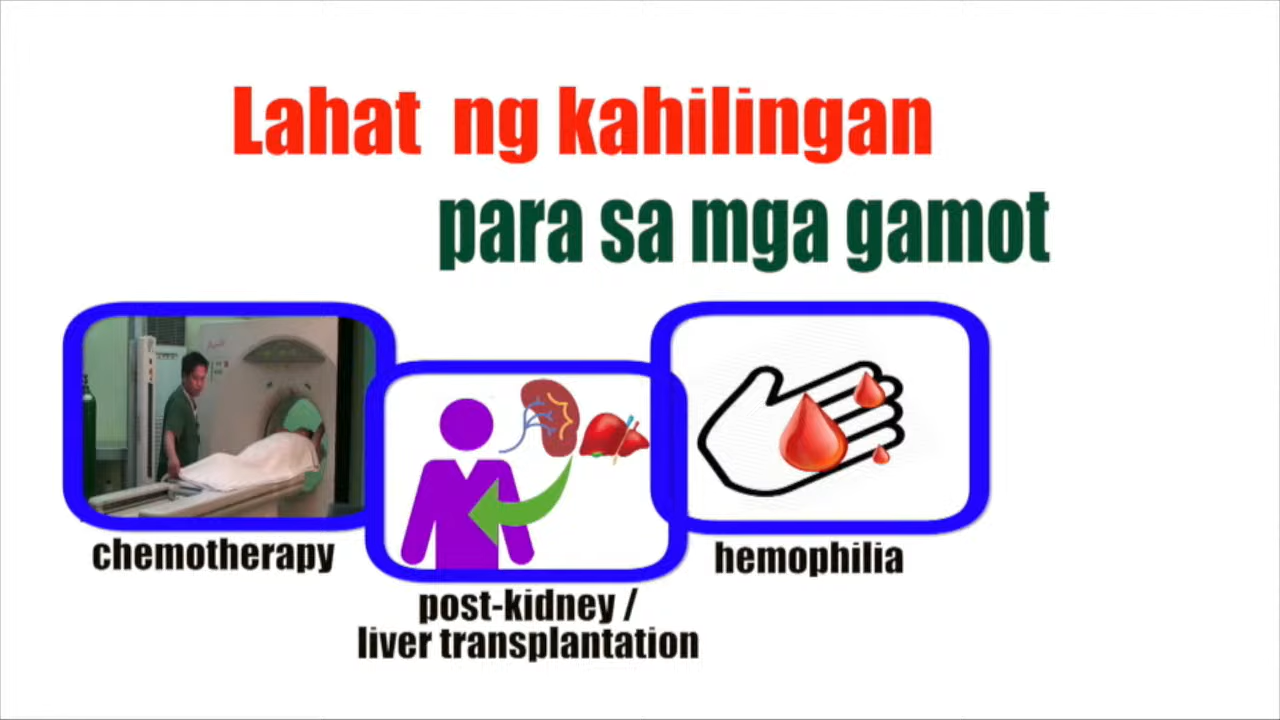 Lahat ng kahilingan
para sa mga gamot
chemotherapy
post-kidney /
liver transplantation
hemophilia